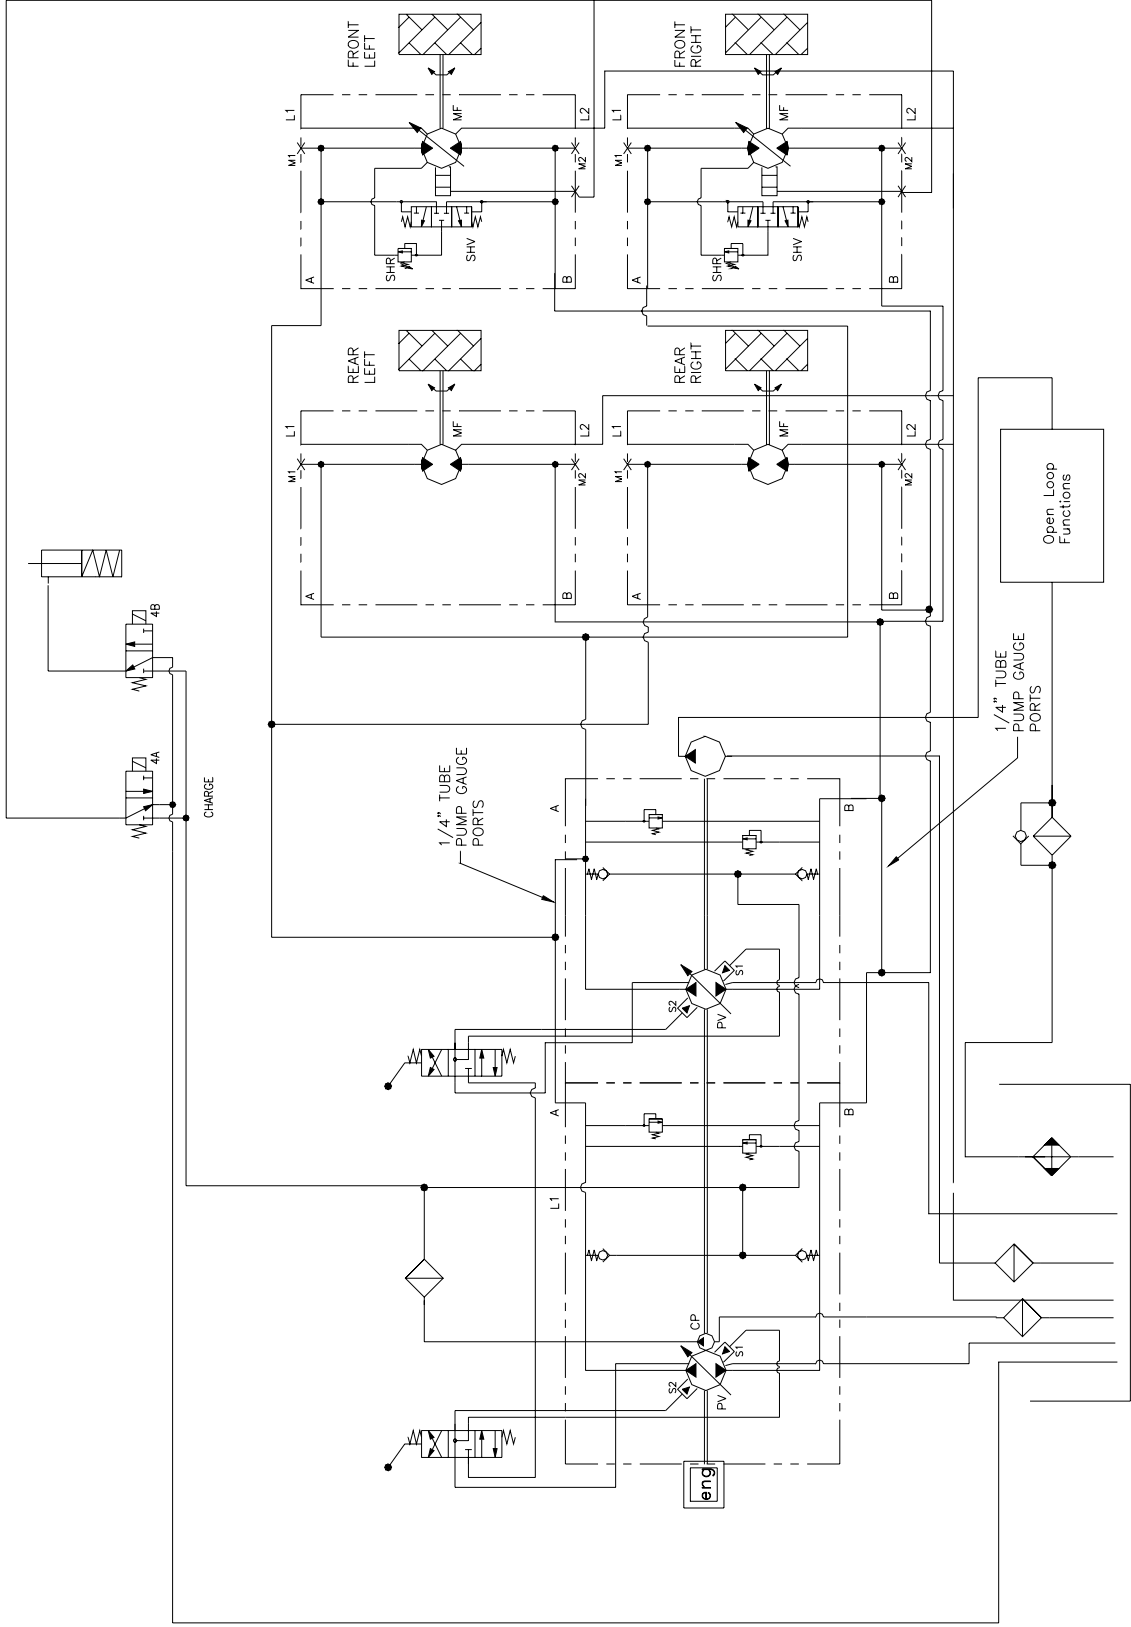 FRONT
LEFT
FRONT
RIGHT
L1
MF
L2
L1
MF
L2
M1
M2
M1
M2
SHR
SHV
SHR
SHV
A
B
A
B
REAR
LEFT
REAR
RIGHT
L1
MF
L2
L1
MF
L2
M1
M2
M1
M2
A
B
A
B
Open Loop
Functions
4B
4A
CHARGE
1/4" TUBE
PUMP GAUGE
PORTS
1/4" TUBE
PUMP GAUGE
PORTS
A
B
S1
S2
PV
A
B
L1
CP
S1
S2
PV
eng